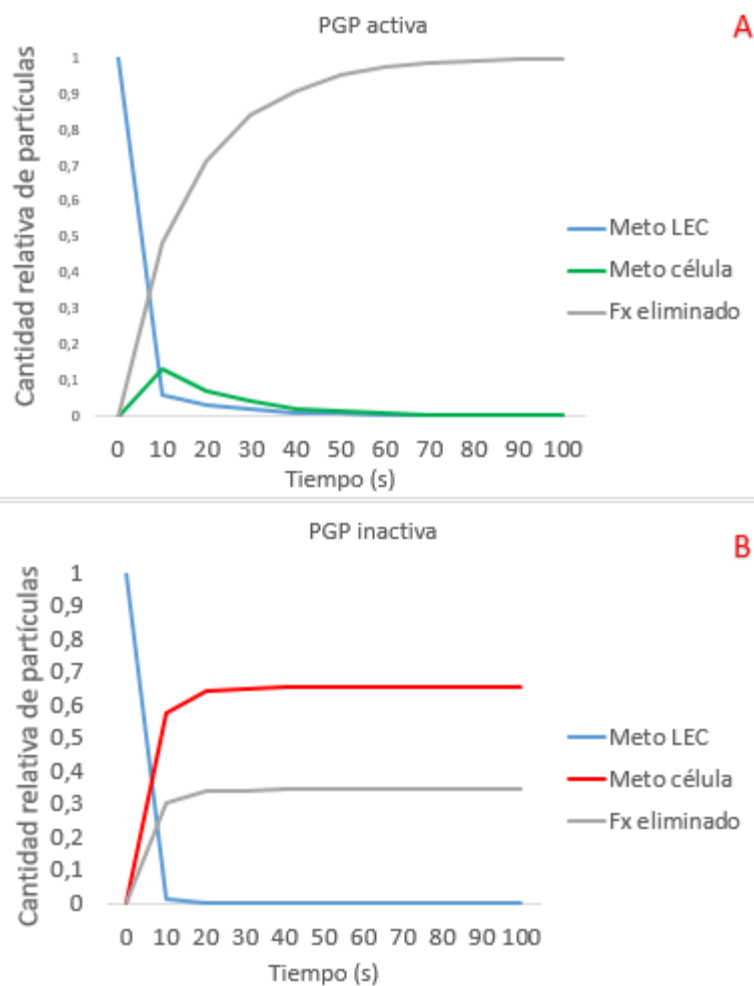 PGP activa
A
Cantidad relativa de partículas
1
0,9
0,8
0,7
0,6
0,5
0,4
0,3
0,2
0,1
0
0 10 20 30 40 50 60 70 80 90 100
Tiempo (s)
Meto LEC
Meto célula
Fx eliminado
PGP inactiva
B
Cantidad relativa de partículas
1
0,9
0,8
0,7
0,6
0,5
0,4
0,3
0,2
0,1
0
0 10 20 30 40 50 60 70 80 90 100
Tiempo (s)
Meto LEC
Meto célula
Fx eliminado